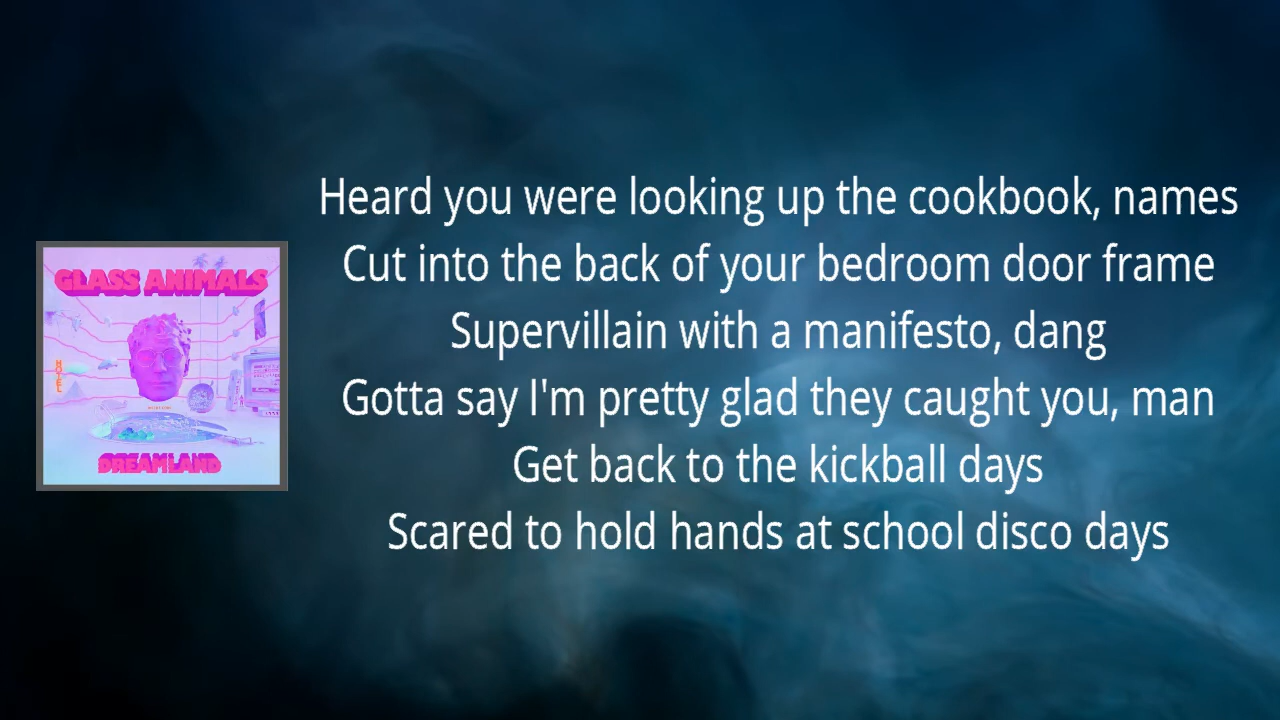 GLASS ANIMALS
HOTEL
DREAMLAND
Heard you were looking up the cookbook, names
Cut into the back of your bedroom door frame
Supervillain with a manifesto, dang
Gotta say I'm pretty glad they caught you, man
Get back to the kickball days
Scared to hold hands at school disco days